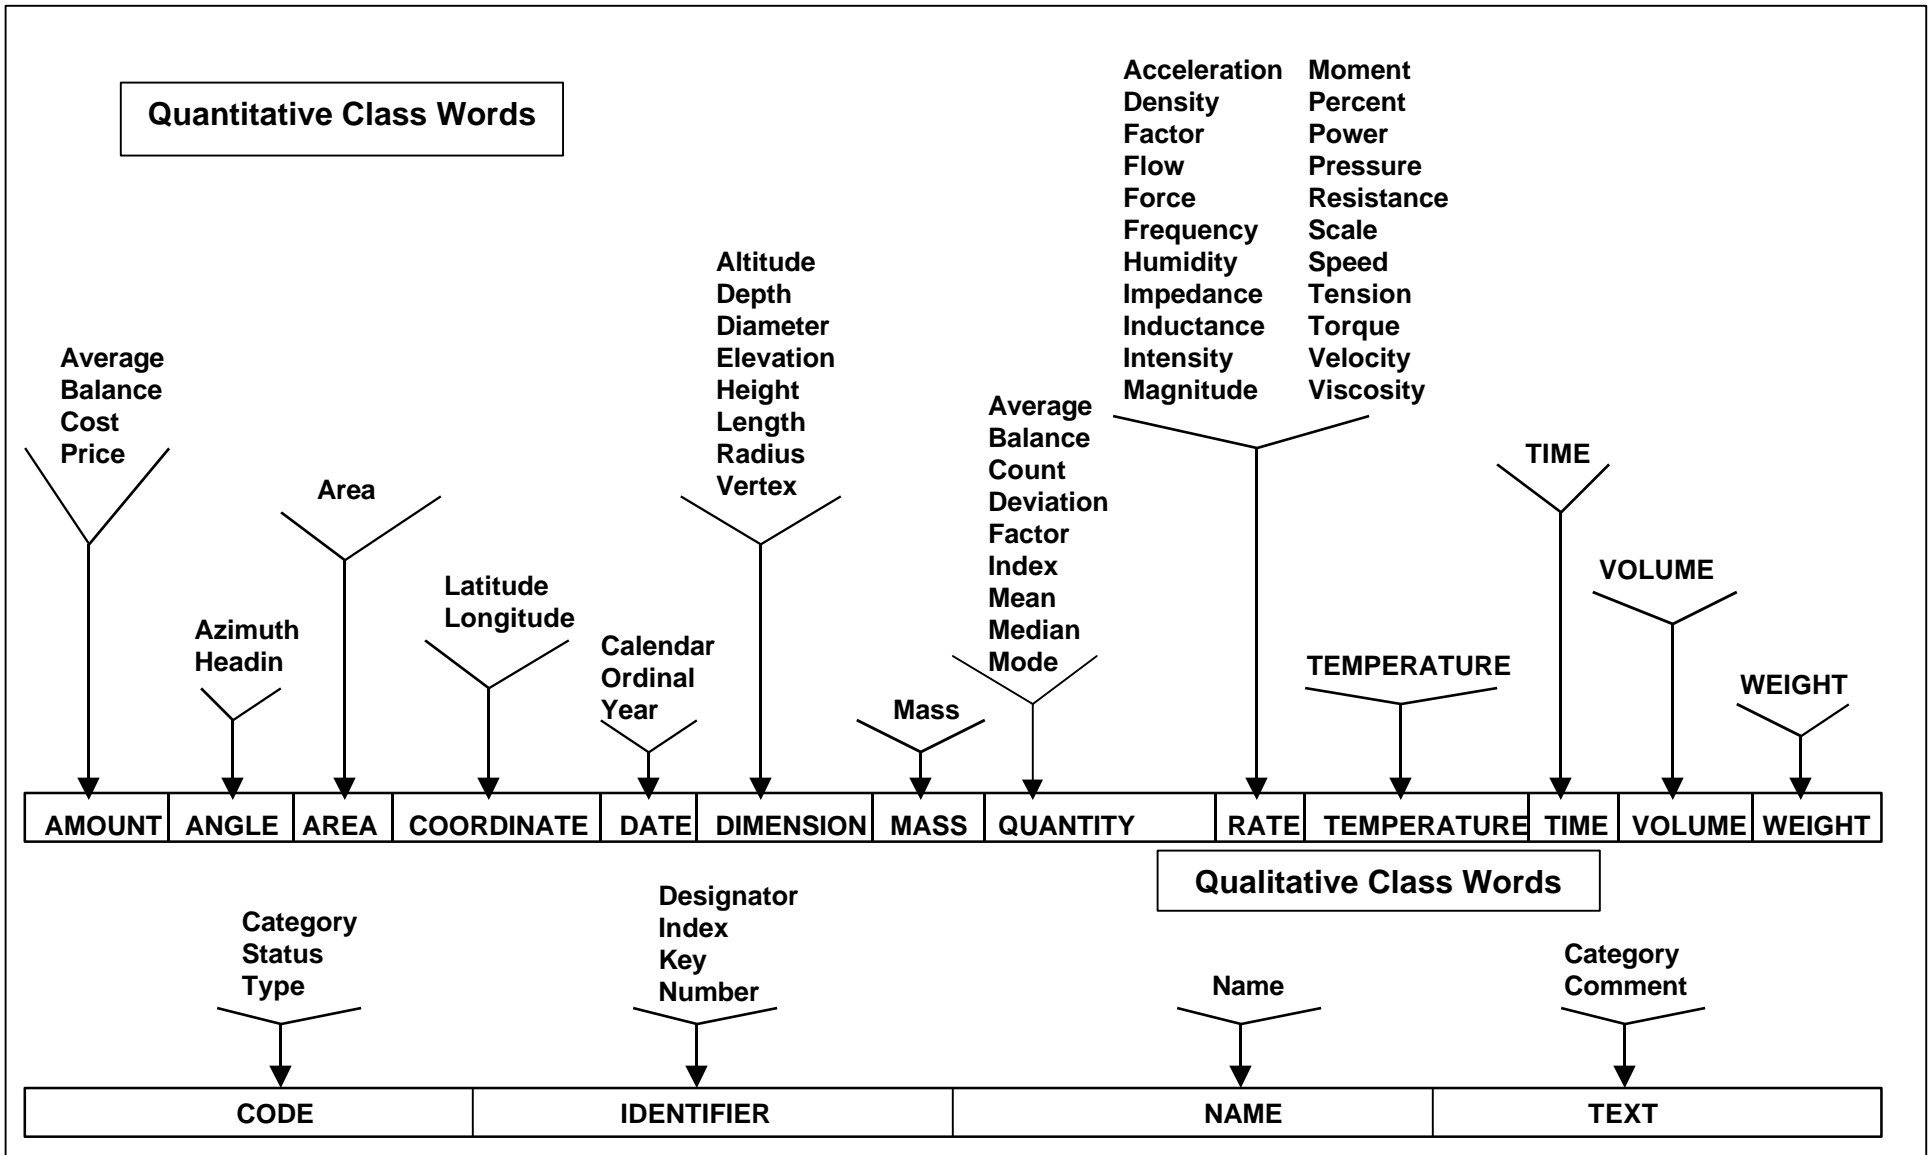 Quantitative Class Words
Acceleration
Density
Factor
Flow
Force
Frequency
Humidity
Impedance
Inductance
Intensity
Magnitude
Moment
Percent
Power
Pressure
Resistance
Scale
Speed
Tension
Torque
Velocity
Viscosity
Average
Balance
Cost
Price
Azimuth
Headin
Area
Latitude
Longitude
Calendar
Ordinal
Year
Altitude
Depth
Diameter
Elevation
Height
Length
Radius
Vertex
Mass
Average
Balance
Count
Deviation
Factor
Index
Mean
Median
Mode
TEMPERATURE
TIME
VOLUME
WEIGHT
AMOUNT ANGLE AREA COORDINATE DATE DIMENSION MASS QUANTITY RATE TEMPERATURE TIME VOLUME WEIGHT
Qualitative Class Words
Category
Status
Type
Designator
Index
Key
Number
Name
Category
Comment
CODE IDENTIFIER NAME TEXT